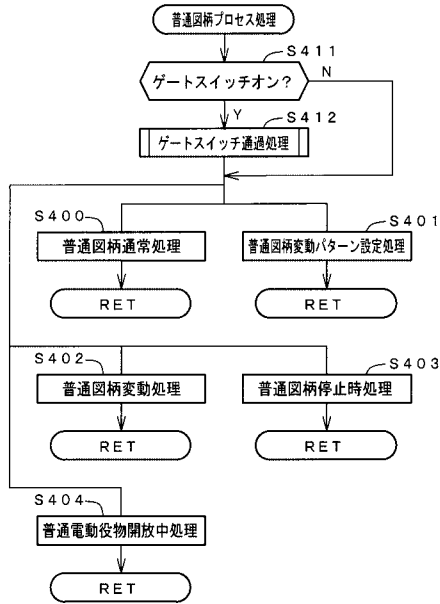 普通図柄プロセス処理
S411
ゲートスイッチオン?
N
Y
S412
ゲートスイッチ通過処理
S400
S401
普通図柄通常処理
普通図柄変動パターン設定処理
RET
RET
S402
S403
普通図柄変動処理
普通図柄停止時処理
RET
RET
S404
普通電動役物開放中処理
RET